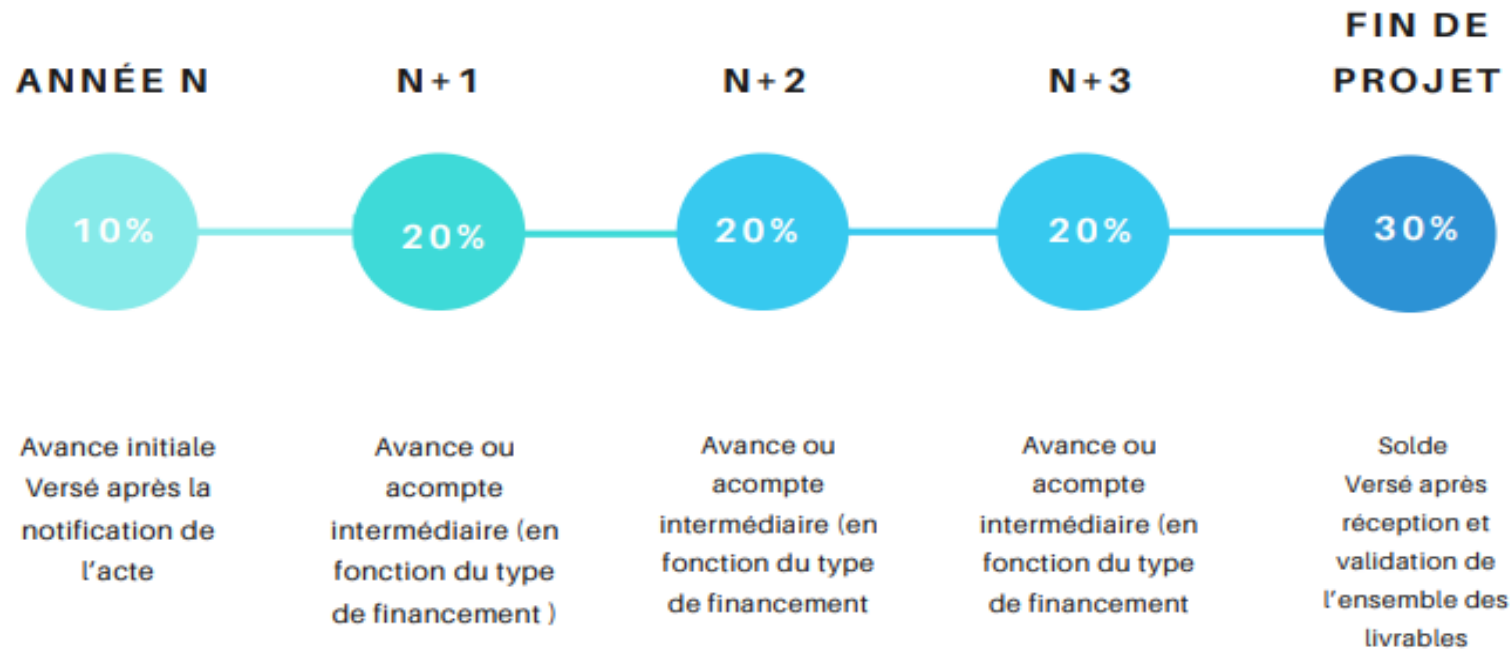 ANNÉE N
N+1
N+2
N+3
FIN DE
PROJET
10%
20%
20%
20%
30%
Avance initiale
Versé après la
notification de
l'acte
Avance ou
acompte
intermédiaire (en
fonction du type
de financement )
Avance ou
acompte
intermédiaire (en
fonction du type
de financement
Avance ou
acompte
intermédiaire (en
fonction du type
de financement
Solde
Versé après
réception et
validation de
l'ensemble des
livrables